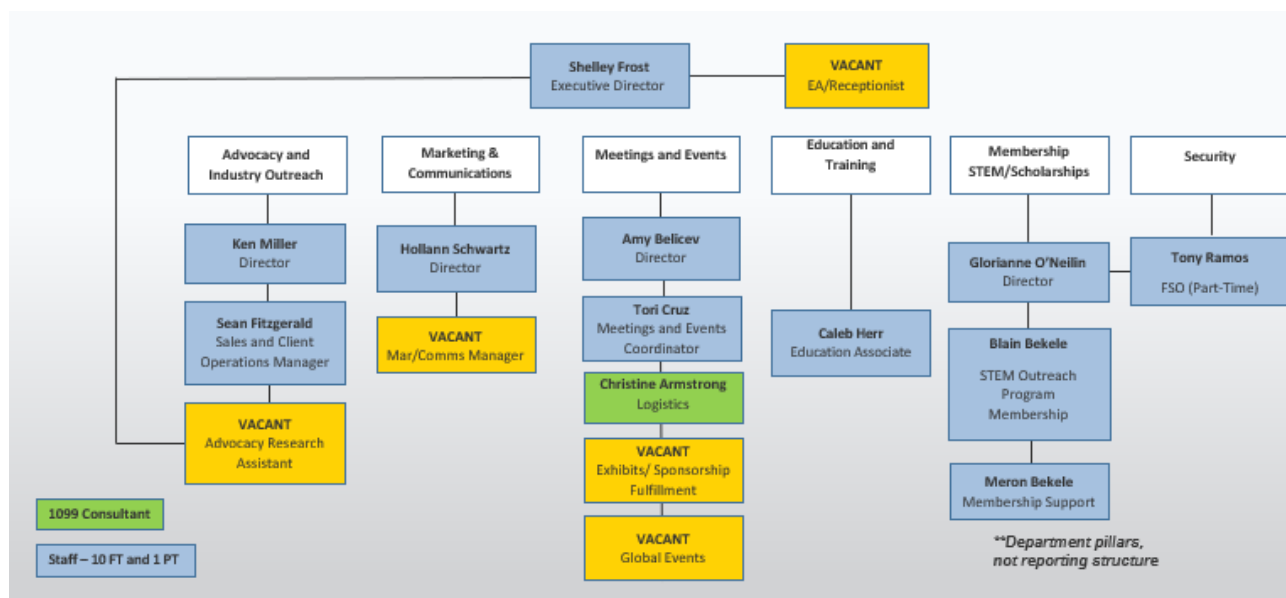 Shelley Frost
Executive Director
VACANT
EA/Receptionist
Advocacy and
Industry Outreach
Ken Miller
Director
Sean Fitzgerald
Sales and Client
Operations Manager
VACANT
Advocacy Research
Assistant
Marketing &
Communications
Hollann Schwartz
Director
VACANT
Mar/Comms Manager
Meetings and Events
Amy Belicev
Director
Tori Cruz
Meetings and Events
Coordinator
Christine Armstrong
Logistics
VACANT
Exhibits/ Sponsorship
Fulfillment
VACANT
Global Events
Education and
Training
Caleb Herr
Education Associate
Membership
STEM/Scholarships
Glorianne O'Neilin
Director
Blain Bekele
STEM Outreach
Program
Membership
Meron Bekele
Membership Support
Security
Tony Ramos
FSO (Part-Time)
1099 Consultant
Staff – 10 FT and 1 PT
**Department pillars,
not reporting structure